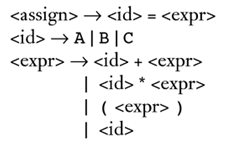 <assign> → <id> = <expr>
<id> → A | B | C
<expr> → <id> + <expr>
| <id> * <expr>
| ( <expr> )
| <id>